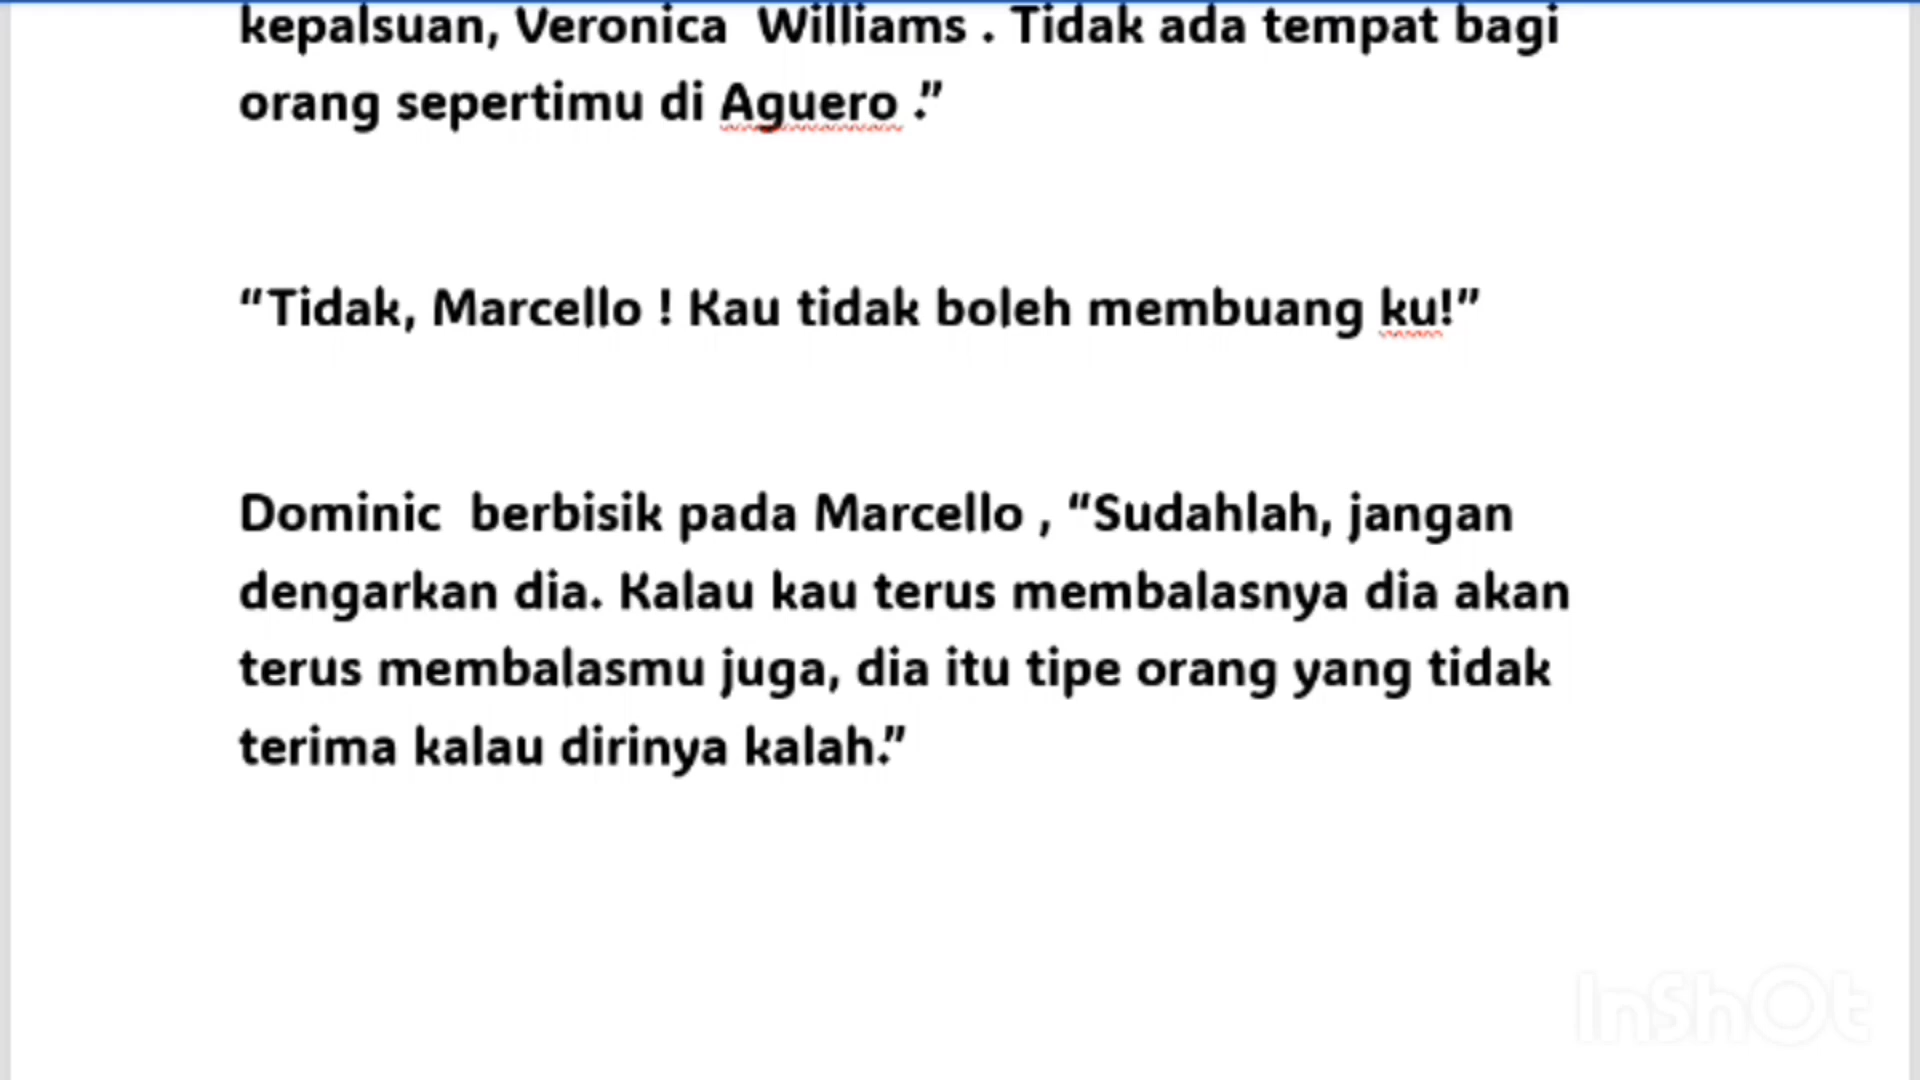 kepalsuan, Veronica  Williams . Tidak ada tempat bagi
orang sepertimu di Aguero .”
“Tidak, Marcello ! Kau tidak boleh membuang ku!”
Dominic  berbisik pada Marcello , “Sudahlah, jangan
dengarkan dia. Kalau kau terus membalasnya dia akan
terus membalasmu juga, dia itu tipe orang yang tidak
terima kalau dirinya kalah.”
InShOt